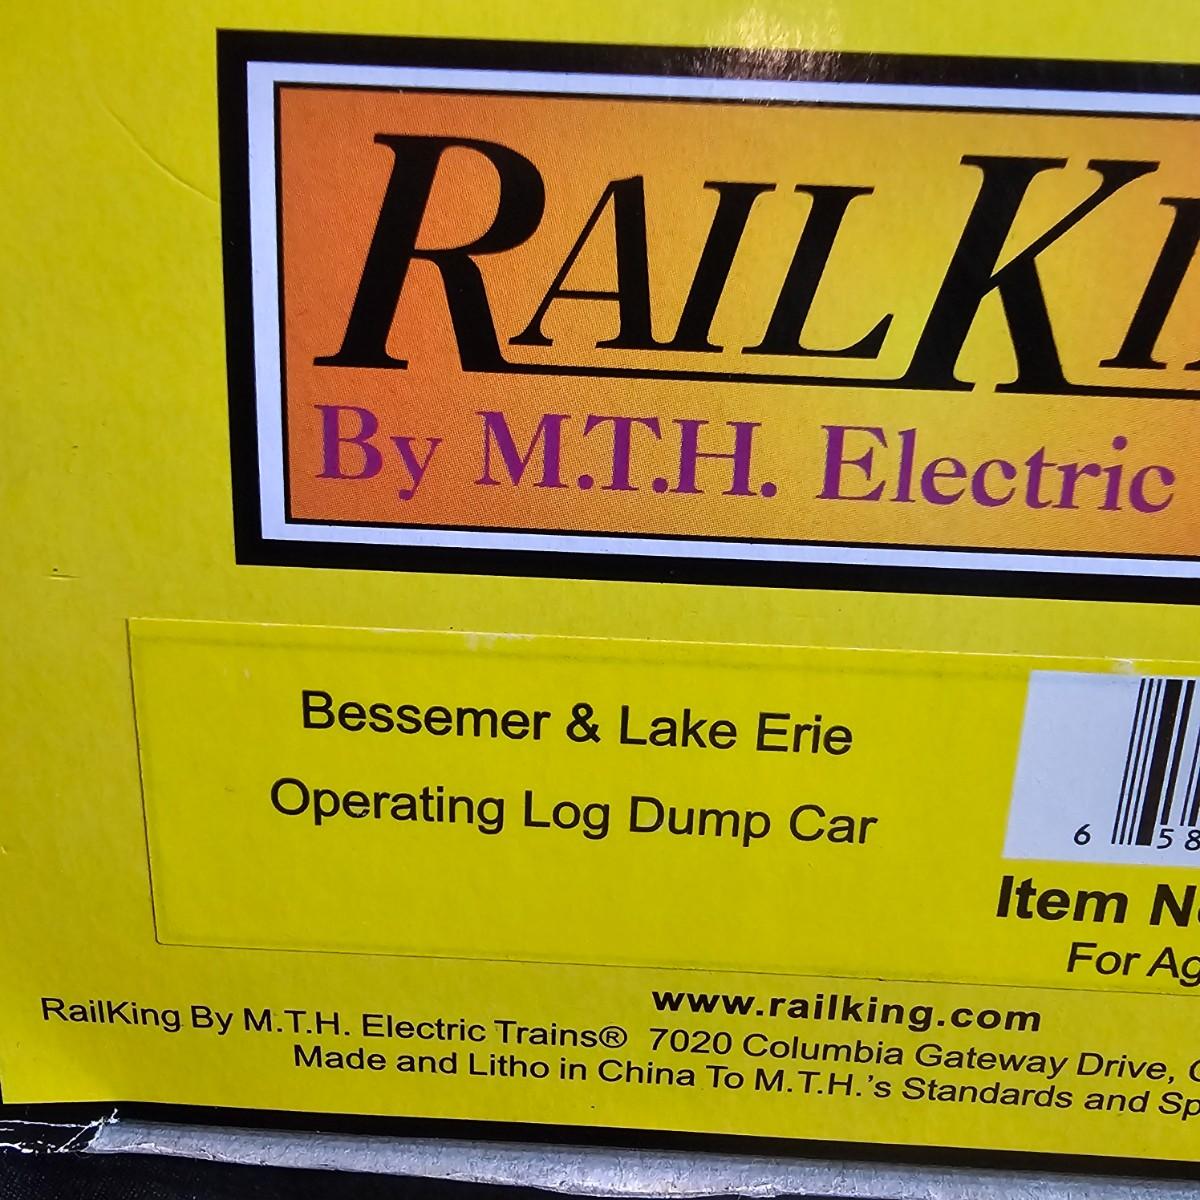 RAILKI
By M.T.H. Electric
Bessemer & Lake Erie
Operating Log Dump Car
6 58
Item N
For Ag
www.railking.com
RailKing By M.T.H. Electric Trains® 7020 Columbia Gateway Drive, C
Made and Litho in China To M.T.H.'s Standards and Sp